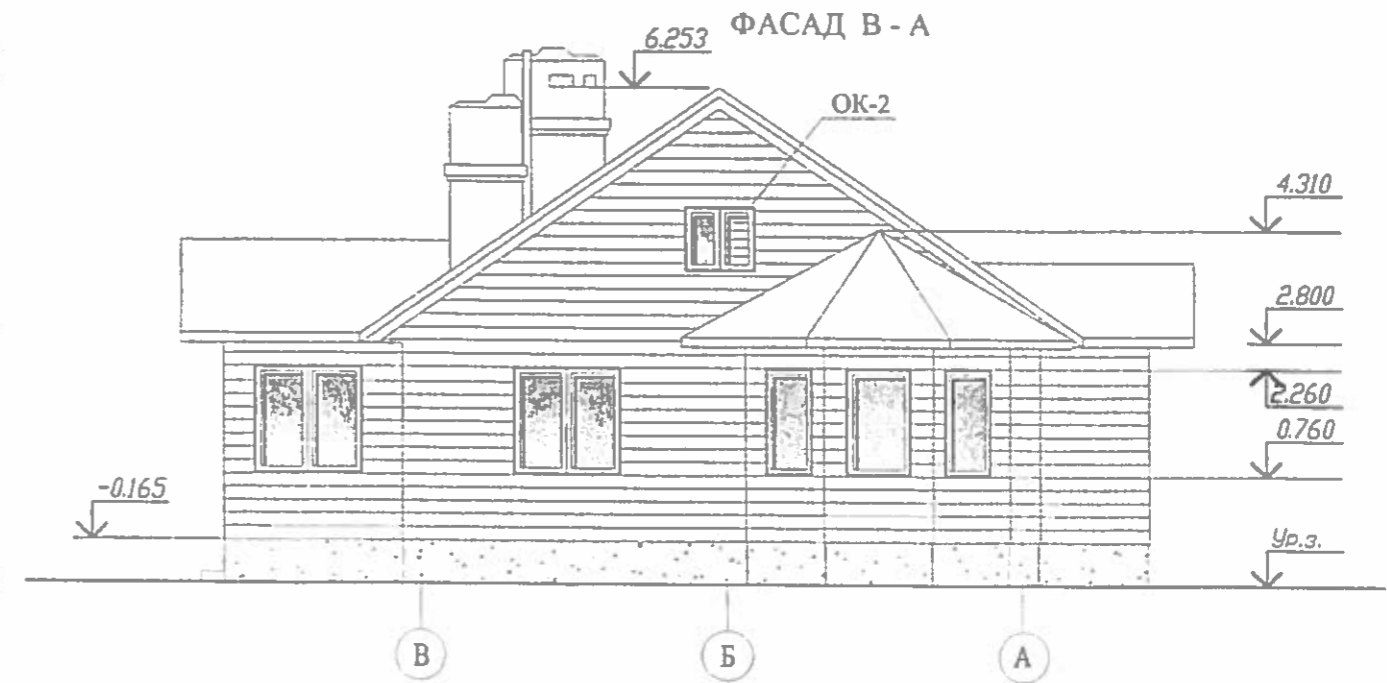 ФАСАД В - А
6.253
ОК-2
4.310
2.800
2.260
0.760
-0.165
Ур.з.
В
Б
А